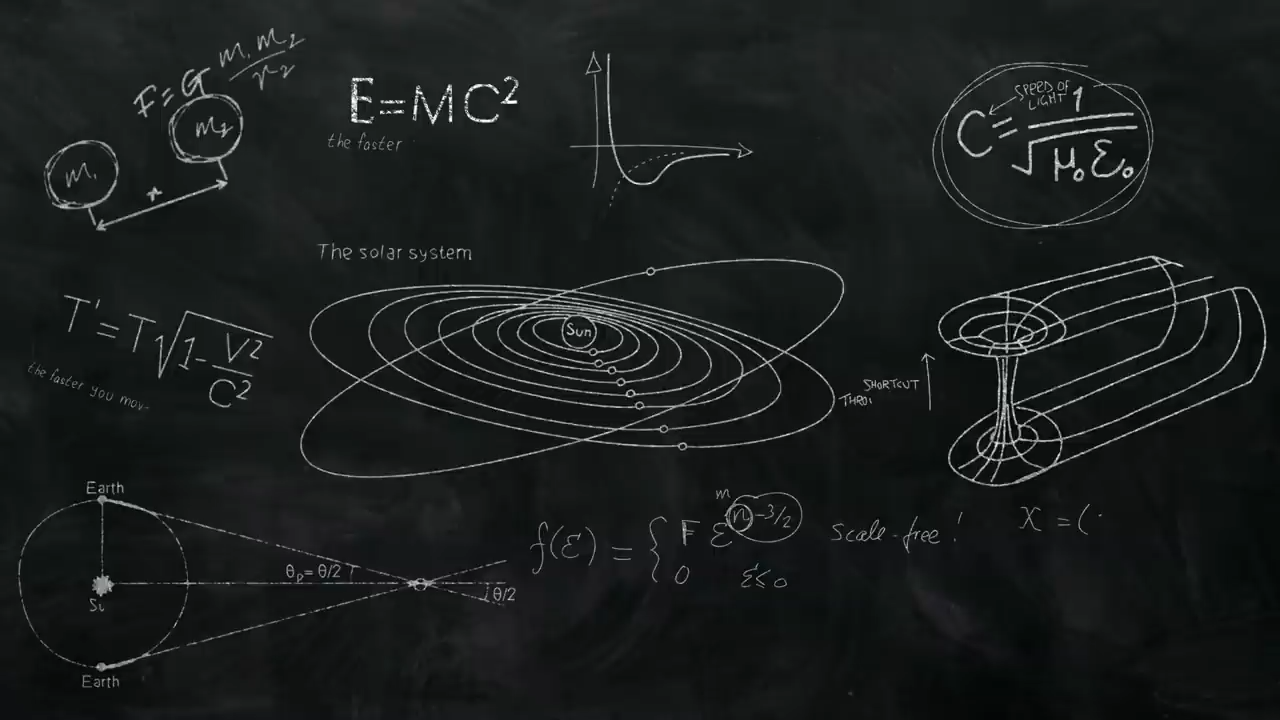 F=G m₁m₂/r²
m₁
m₂
r
E=MC²
the faster
C=1/√μ₀ε₀
SPEED OF
LIGHT
The solar system
Sun
T'=T√1-V²/C²
the faster you mov-
SHORTCUT
THRO
Earth
θp=θ/2
θ/2
Earth
f(ε) = { F ε
m
n-3/2
0 ε<0
scale-free!
X=(